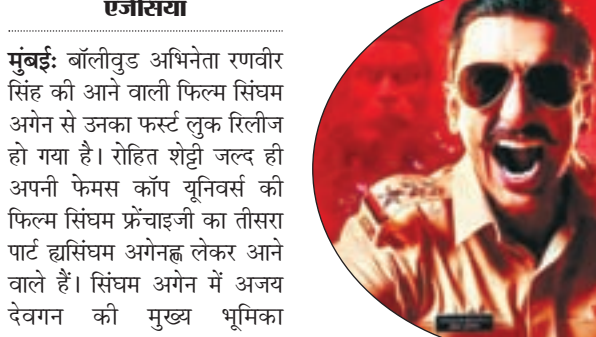 एजेंसियां
मुंबईः बॉलीवुड अभिनेता रणवीर
सिंह की आने वाली फिल्म सिंघम
अगेन से उनका फर्स्ट लुक रिलीज
हो गया है। रोहित शेट्टी जल्द ही
अपनी फेमस कॉप यूनिवर्स की
फिल्म सिंघम फ्रेंचाइजी का तीसरा
पार्ट ह्यसिंघम अगेनह्ण लेकर आने
वाले हैं। सिंघम अगेन में अजय
देवगन की मुख्य भूमिका